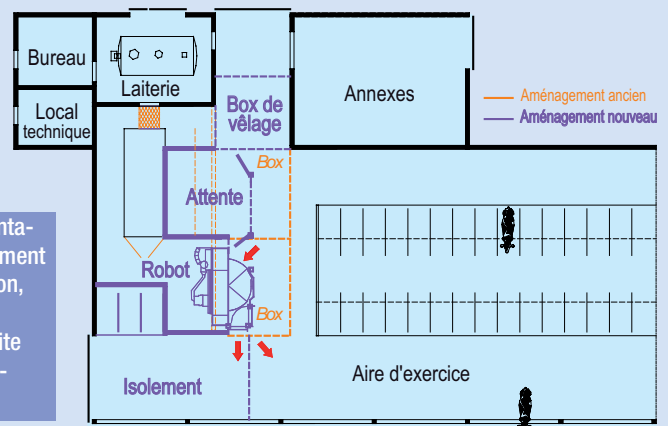 Bureau
Laiterie
Local
technique
Box de
vêlage
Annexes
Aménagement ancien
Aménagement nouveau
Box
Attente
Robot
Box
Isolement
Aire d'exercice
nta-
ment
on,
ite
-